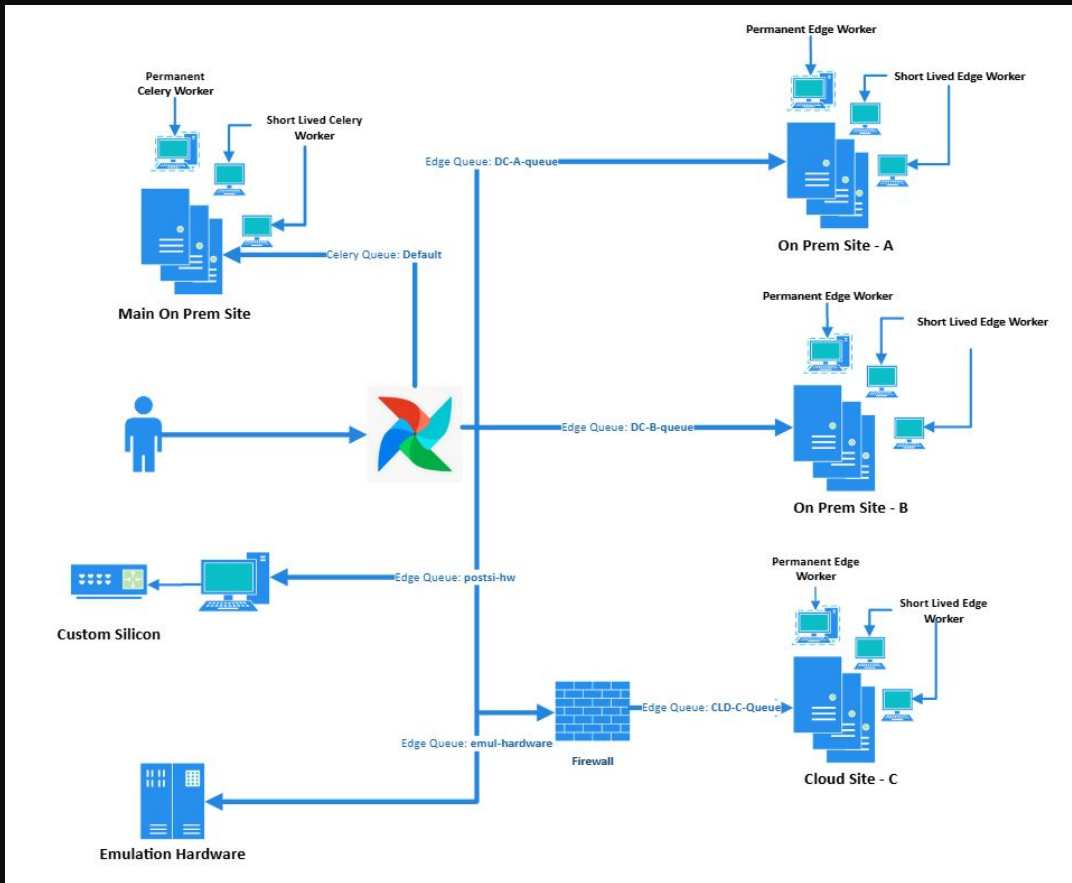 Permanent Edge Worker
Short Lived Edge Worker
Permanent
Celery Worker
Short Lived Celery
Worker
Edge Queue: DC-A-queue
On Prem Site - A
Celery Queue: Default
Main On Prem Site
Permanent Edge Worker
Short Lived Edge Worker
Edge Queue: DC-B-queue
On Prem Site - B
Edge Queue: postsi-hw
Custom Silicon
Permanent Edge
Worker
Short Lived Edge
Worker
Edge Queue: CLD-C-Queue
Edge Queue: emul-hardware
Firewall
Cloud Site - C
Emulation Hardware